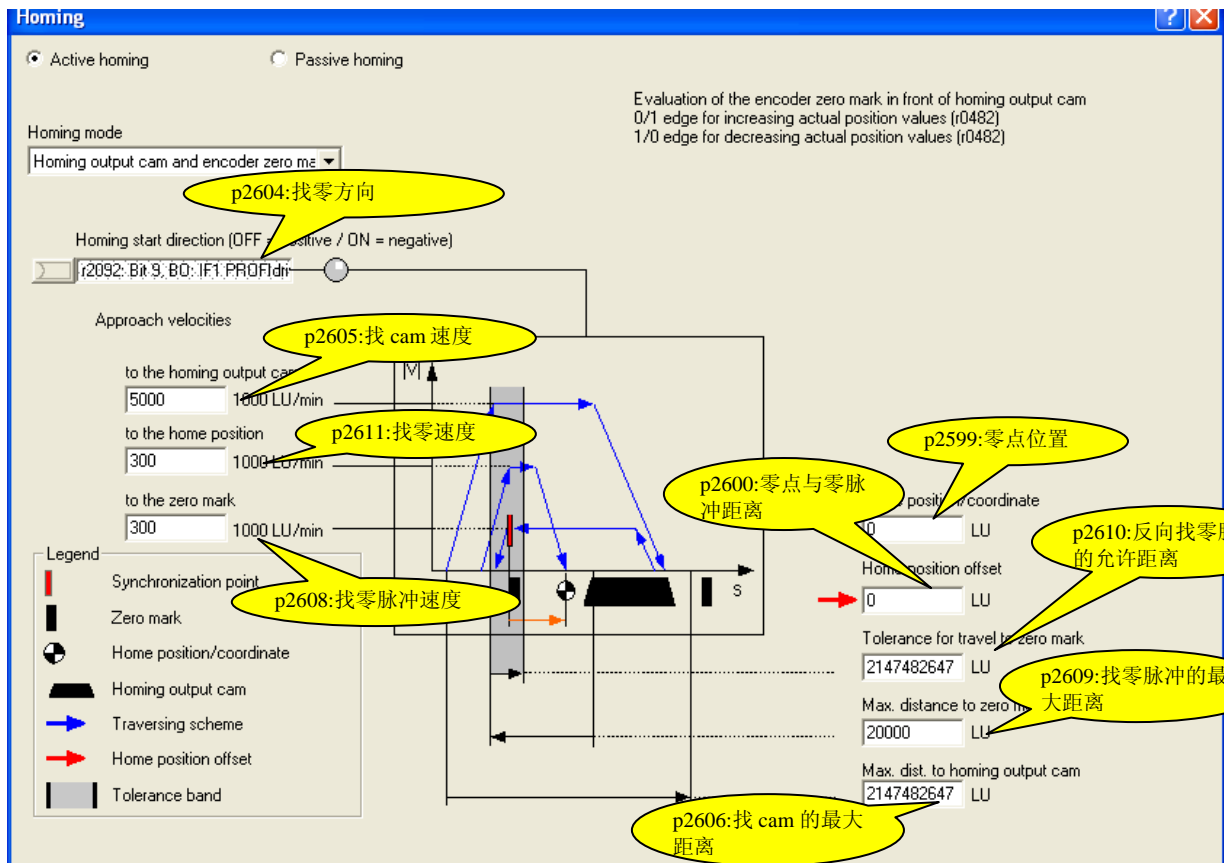 Homing
Active homing
Passive homing
Evaluation of the encoder zero mark in front of homing output cam
0/1 edge for increasing actual position values (r0482)
1/0 edge for decreasing actual position values (r0482)
Homing mode
Homing output cam and encoder zero ma
p2604:找零方向
Homing start direction (OFF = positive / ON = negative)
r2092: Bit 9, BO: IF1 PROFIdri
Approach velocities
p2605:找 cam 速度
to the homing output cam
5000 1000 LU/min
|V|
to the home position
300 1000 LU/min
p2611:找零速度
to the zero mark
300 1000 LU/min
p2608:找零脉冲速度
s
p2599:零点位置
p2600:零点与零脉
冲距离
position/coordinate
0 LU
p2610:反向找零脉
的允许距离
Home position offset
0 LU
Tolerance for travel to zero mark
2147482647 LU
p2609:找零脉冲的最
大距离
Max. distance to zero m
20000 LU
Max. dist. to homing output cam
2147482647 LU
p2606:找 cam 的最大
距离
Legend
Synchronization point
Zero mark
Home position/coordinate
Homing output cam
Traversing scheme
Home position offset
Tolerance band